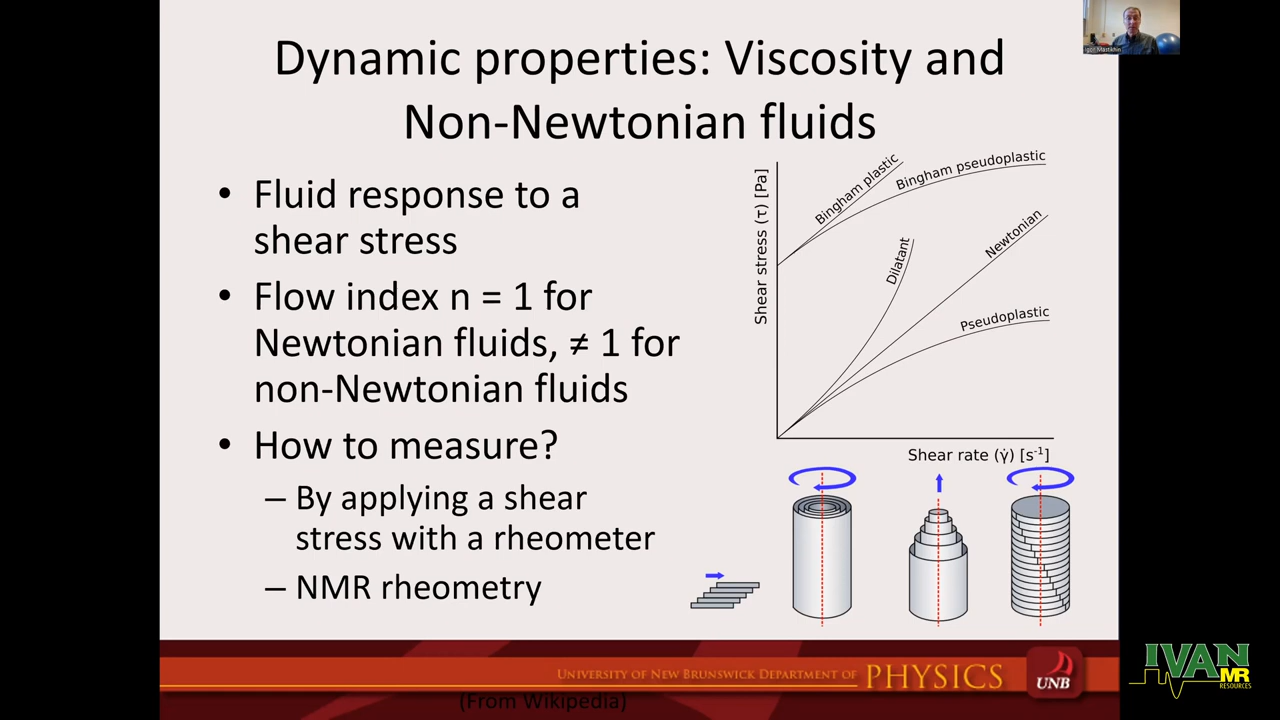 Dynamic properties: Viscosity and
Non-Newtonian fluids
• Fluid response to a
shear stress
• Flow index n = 1 for
Newtonian fluids, ≠ 1 for
non-Newtonian fluids
• How to measure?
– By applying a shear
stress with a rheometer
– NMR rheometry
Shear stress (τ) [Pa]
Bingham plastic
Bingham pseudoplastic
Dilatant
Newtonian
Pseudoplastic
Shear rate (γ̇) [s⁻¹]
Igor Mastikhin
UNIVERSITY OF NEW BRUNSWICK DEPARTMENT OF PHYSICS
UNB
(From Wikipedia)
IVAN
MR
RESOURCES